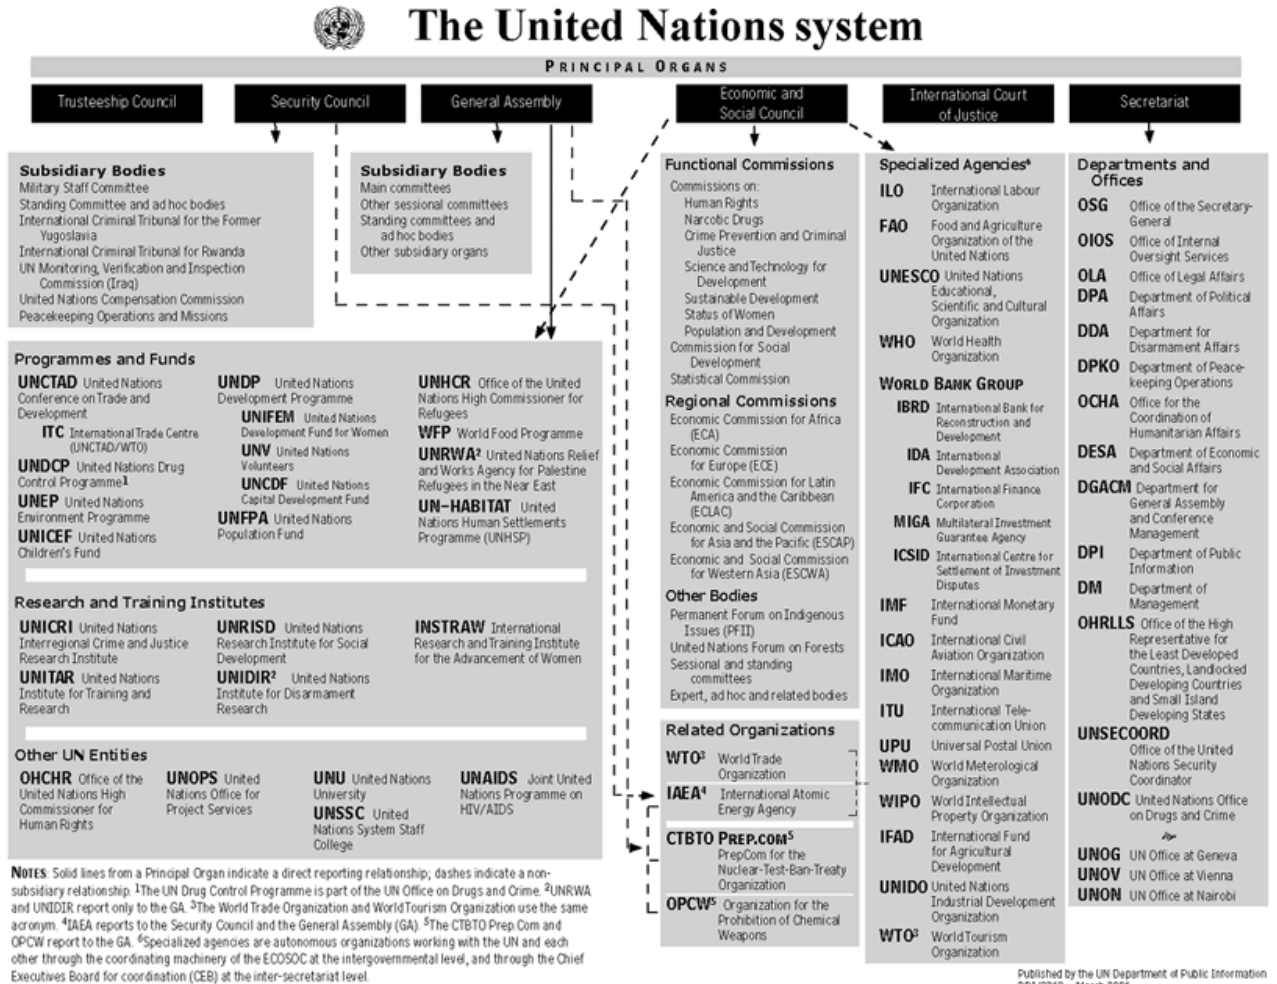 The United Nations system
PRINCIPAL ORGANS
Trusteeship Council
Security Council
General Assembly
Economic and
Social Council
International Court
of Justice
Secretariat
Subsidiary Bodies
Military Staff Committee
Standing Committee and ad hoc bodies
International Criminal Tribunal for the Former
Yugoslavia
International Criminal Tribunal for Rwanda
UN Monitoring, Verification and Inspection
Commission (Iraq)
United Nations Compensation Commission
Peacekeeping Operations and Missions
Subsidiary Bodies
Main committees
Other sessional committees
Standing committees and
ad hoc bodies
Other subsidiary organs
Programmes and Funds
UNCTAD United Nations
Conference on Trade and
Development
ITC International Trade Centre
(UNCTAD/WTO)
UNDCP United Nations Drug
Control Programme1
UNEP United Nations
Environment Programme
UNICEF United Nations
Children's Fund
UNDP United Nations
Development Programme
UNIFEM United Nations
Development Fund for Women
UNV United Nations
Volunteers
UNCDF United Nations
Capital Development Fund
UNFPA United Nations
Population Fund
UNHCR Office of the United
Nations High Commissioner for
Refugees
WFP World Food Programme
UNRWA2 United Nations Relief
and Works Agency for Palestine
Refugees in the Near East
UN-HABITAT United
Nations Human Settlements
Programme (UNHSP)
Research and Training Institutes
UNICRI United Nations
Interregional Crime and Justice
Research Institute
UNITAR United Nations
Institute for Training and
Research
UNRISD United Nations
Research Institute for Social
Development
UNIDIR2 United Nations
Institute for Disarmament
Research
INSTRAW International
Research and Training Institute
for the Advancement of Women
Other UN Entities
OHCHR Office of the
United Nations High
Commissioner for
Human Rights
UNOPS United
Nations Office for
Project Services
UNU United Nations
University
UNSSC United
Nations System Staff
College
UNAIDS Joint United
Nations Programme on
HIV/AIDS
Functional Commissions
Commissions on:
Human Rights
Narcotic Drugs
Crime Prevention and Criminal
Justice
Science and Technology for
Development
Sustainable Development
Status of Women
Population and Development
Commission for Social
Development
Statistical Commission
Regional Commissions
Economic Commission for Africa
(ECA)
Economic Commission
for Europe (ECE)
Economic Commission for Latin
America and the Caribbean
(ECLAC)
Economic and Social Commission
for Asia and the Pacific (ESCAP)
Economic and Social Commission
for Western Asia (ESCWA)
Other Bodies
Permanent Forum on Indigenous
Issues (PFII)
United Nations Forum on Forests
Sessional and standing
committees
Expert, ad hoc and related bodies
Related Organizations
WTO3 World Trade
Organization
IAEA4 International Atomic
Energy Agency
CTBTO PREP.COM5
PrepCom for the
Nuclear-Test-Ban-Treaty
Organization
OPCW5 Organization for the
Prohibition of Chemical
Weapons
Specialized Agencies6
ILO International Labour
Organization
FAO Food and Agriculture
Organization of the
United Nations
UNESCO United Nations
Educational,
Scientific and Cultural
Organization
WHO World Health
Organization
WORLD BANK GROUP
IBRD International Bank for
Reconstruction and
Development
IDA International
Development Association
IFC International Finance
Corporation
MIGA Multilateral Investment
Guarantee Agency
ICSID International Centre for
Settlement of Investment
Disputes
IMF International Monetary
Fund
ICAO International Civil
Aviation Organization
IMO International Maritime
Organization
ITU International Tele-
communication Union
UPU Universal Postal Union
WMO World Meterological
Organization
WIPO World Intellectual
Property Organization
IFAD International Fund
for Agricultural
Development
UNIDO United Nations
Industrial Development
Organization
WTO3 World Tourism
Organization
Departments and
Offices
OSG Office of the Secretary-
General
OIOS Office of Internal
Oversight Services
OLA Office of Legal Affairs
DPA Department of Political
Affairs
DDA Department for
Disarmament Affairs
DPKO Department of Peace-
keeping Operations
OCHA Office for the
Coordination of
Humanitarian Affairs
DESA Department of Economic
and Social Affairs
DGACM Department for
General Assembly
and Conference
Management
DPI Department of Public
Information
DM Department of
Management
OHRLLS Office of the High
Representative for
the Least Developed
Countries, Landlocked
Developing Countries
and Small Island
Developing States
UNSECOORD
Office of the United
Nations Security
Coordinator
UNODC United Nations Office
on Drugs and Crime
UNOG UN Office at Geneva
UNOV UN Office at Vienna
UNON UN Office at Nairobi
NOTES: Solid lines from a Principal Organ indicate a direct reporting relationship; dashes indicate a non-
subsidiary relationship. 1The UN Drug Control Programme is part of the UN Office on Drugs and Crime. 2UNRWA
and UNIDIR report only to the GA. 3The World Trade Organization and World Tourism Organization use the same
acronym. 4IAEA reports to the Security Council and the General Assembly (GA). 5The CTBTO Prep.Com and
OPCW report to the GA. 6Specialized agencies are autonomous organizations working with the UN and each
other through the coordinating machinery of the ECOSOC at the intergovernmental level, and through the Chief
Executives Board for coordination (CEB) at the inter-secretariat level.
Published by the UN Department of Public Information